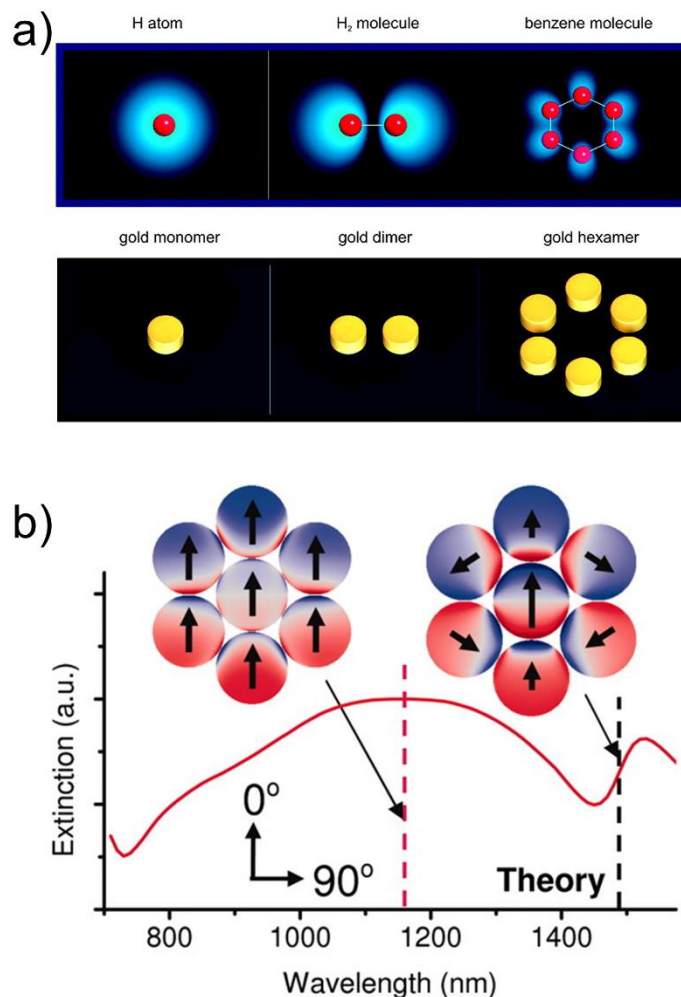 a)
H atom H₂ molecule benzene molecule
gold monomer gold dimer gold hexamer
b)
Extinction (a.u.)
0°
90°
Theory
800 1000 1200 1400
Wavelength (nm)